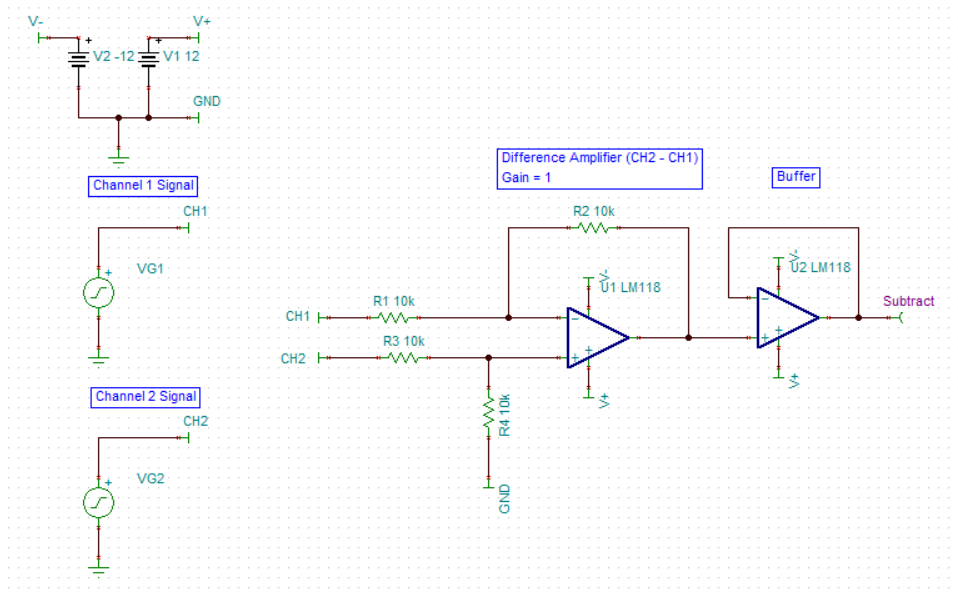 V-
V+
+
+
V2 -12
V1 12
GND
Channel 1 Signal
CH1
+
VG1
Channel 2 Signal
CH2
+
VG2
Difference Amplifier (CH2 - CH1)
Gain = 1
Buffer
R2 10k
V-
U1 LM118
V-
U2 LM118
CH1
R1 10k
CH2
R3 10k
R4 10k
GND
-
+
+
V+
-
+
+
V+
Subtract